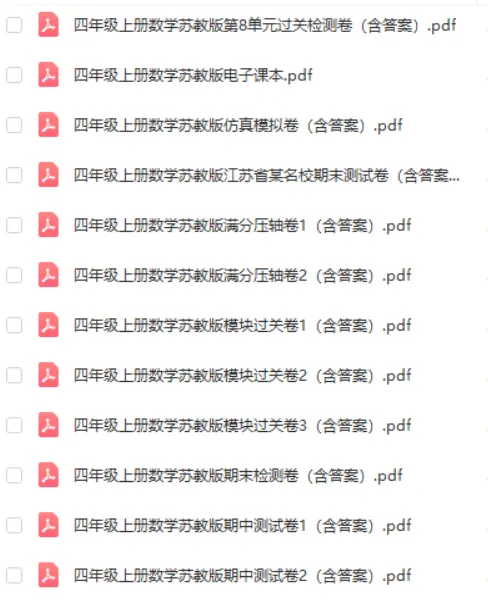 四年级上册数学苏教版第8单元过关检测卷（含答案）.pdf
四年级上册数学苏教版电子课本.pdf
四年级上册数学苏教版仿真模拟卷（含答案）.pdf
四年级上册数学苏教版江苏省某名校期末测试卷（含答案...
四年级上册数学苏教版满分压轴卷1（含答案）.pdf
四年级上册数学苏教版满分压轴卷2（含答案）.pdf
四年级上册数学苏教版模块过关卷1（含答案）.pdf
四年级上册数学苏教版模块过关卷2（含答案）.pdf
四年级上册数学苏教版模块过关卷3（含答案）.pdf
四年级上册数学苏教版期末检测卷（含答案）.pdf
四年级上册数学苏教版期中测试卷1（含答案）.pdf
四年级上册数学苏教版期中测试卷2（含答案）.pdf